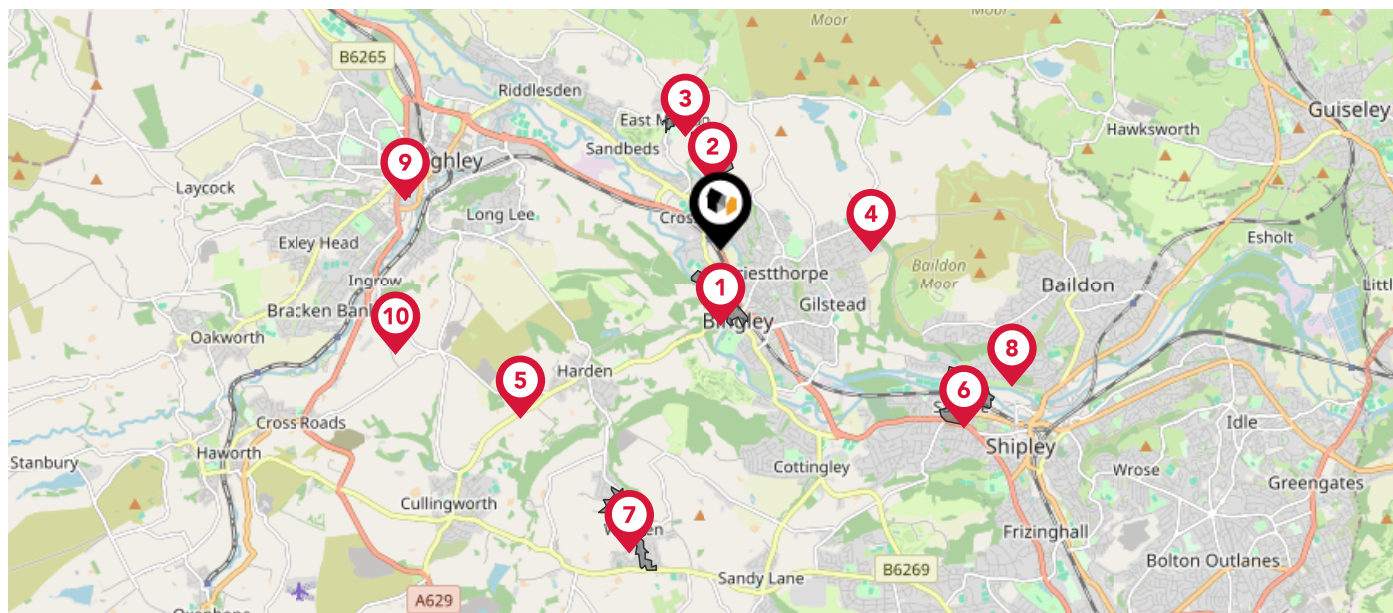 Moor
Moor
B6265
Riddlesden
3
Guiseley
East M
Hawksworth
2
Sandbeds
9
ghley
Laycock
Long Lee
Cros
4
Exley Head
Esholt
Baildon
Moor
iestthorpe
Ingrow
1
Baildon
Gilstead
Bracken Ban
10
B
gley
Oakworth
8
Harden
5
6
S
Cross Roads
Idle
Shipley
Haworth
Stanbury
Cottingley
Wrose
Greengates
Cullingworth
7
W
en
Frizinghall
Bolton Outlanes
Sandy Lane
B6269
A629